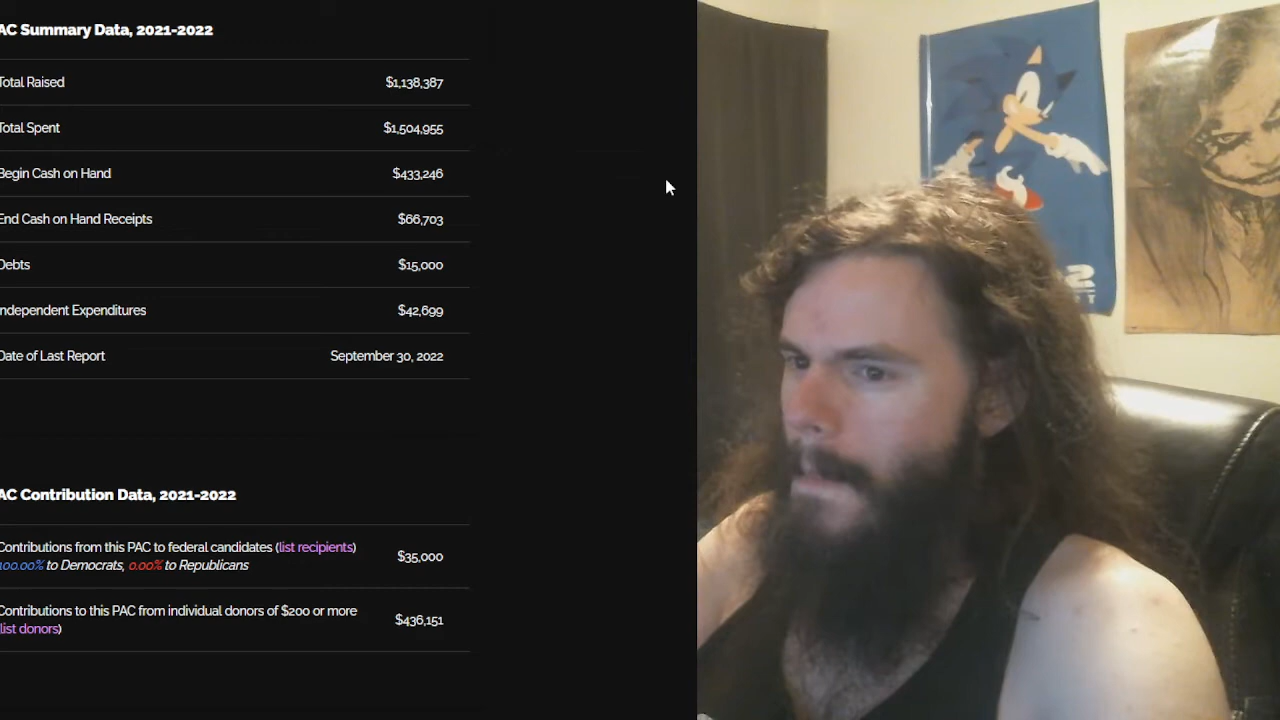 AC Summary Data, 2021-2022
Total Raised $1,138,387
Total Spent $1,504,955
Begin Cash on Hand $433,246
End Cash on Hand Receipts $66,703
Debts $15,000
ndependent Expenditures $42,699
Date of Last Report September 30, 2022
AC Contribution Data, 2021-2022
Contributions from this PAC to federal candidates (list recipients)
100.00% to Democrats, 0.00% to Republicans
$35,000
Contributions to this PAC from individual donors of $200 or more
list donors)
$436,151
2